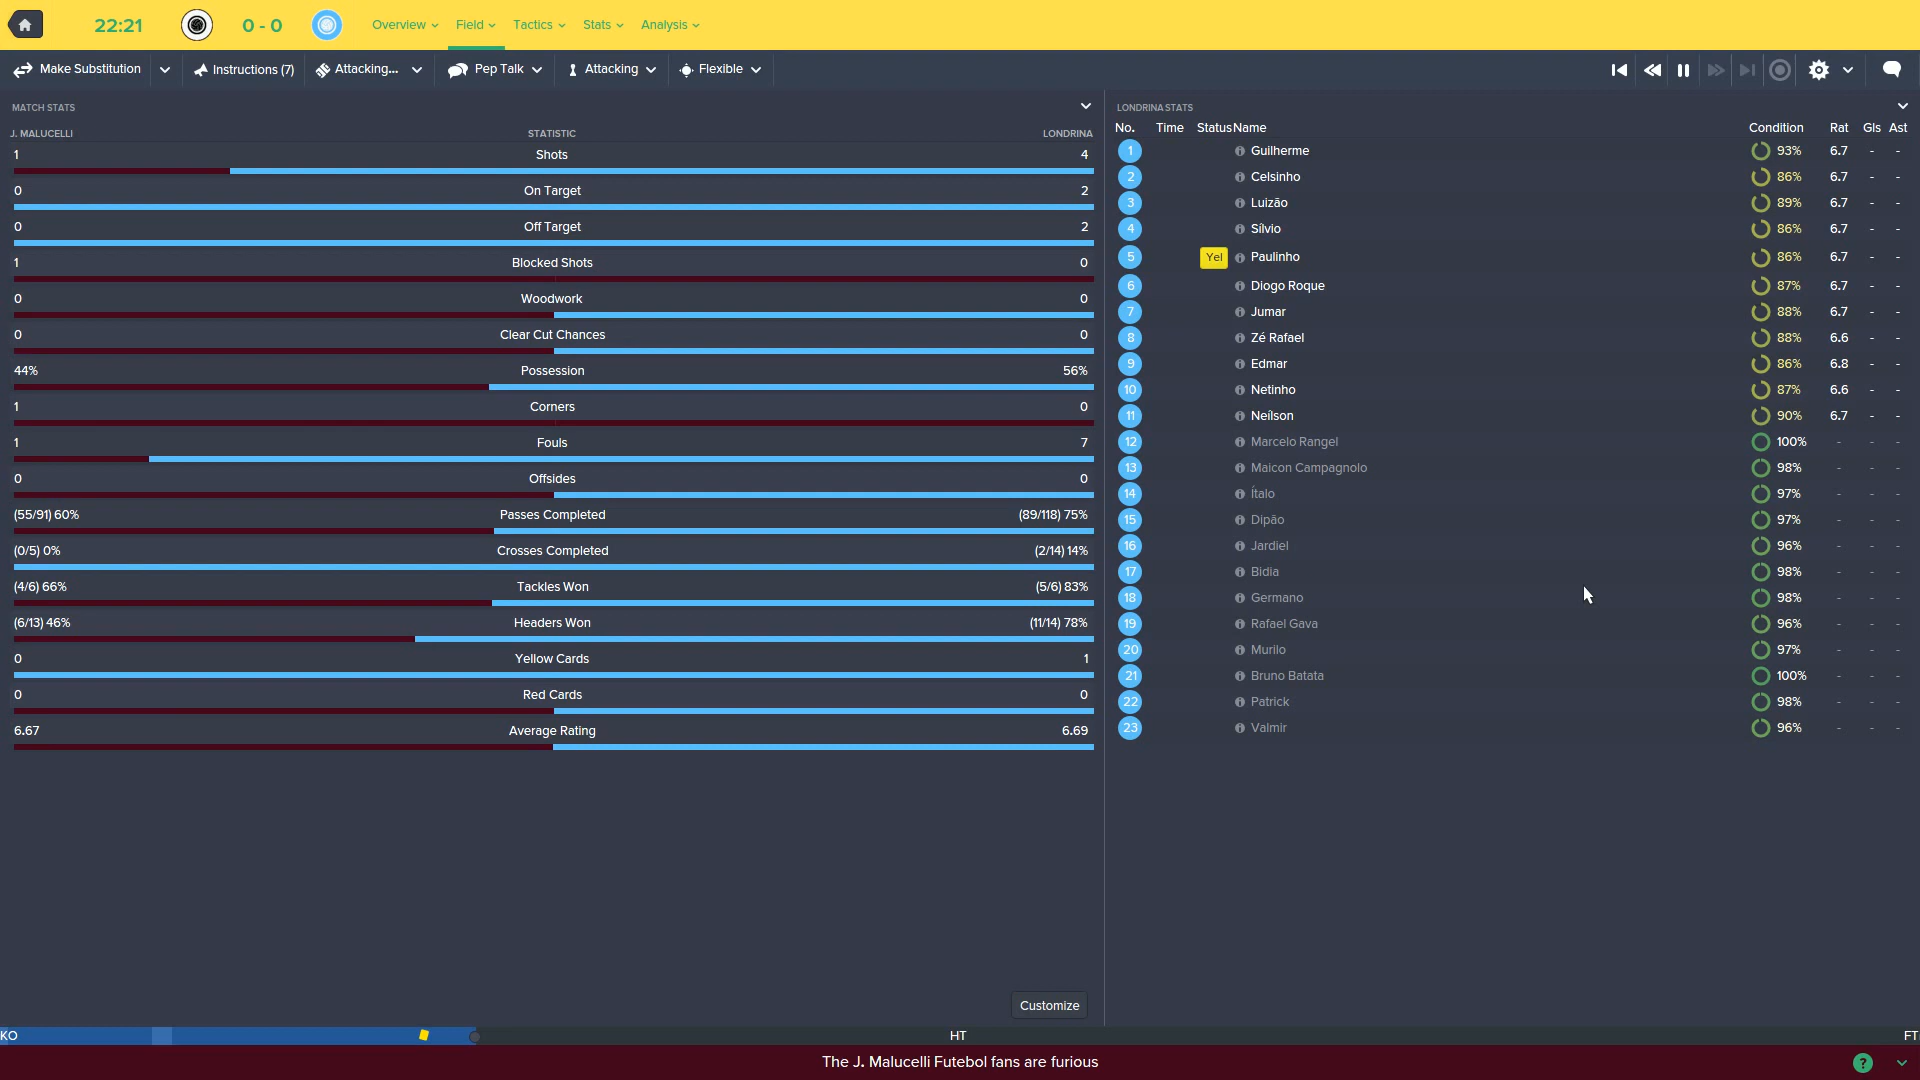 22:21 0 - 0 Overview Field Tactics Stats Analysis
Make Substitution Instructions (7) Attacking... Pep Talk Attacking Flexible
MATCH STATS
J. MALUCELLI STATISTIC LONDRINA
1 Shots 4
0 On Target 2
0 Off Target 2
1 Blocked Shots 0
0 Woodwork 0
0 Clear Cut Chances 0
44% Possession 56%
1 Corners 0
1 Fouls 7
0 Offsides 0
(55/91) 60% Passes Completed (89/118) 75%
(0/5) 0% Crosses Completed (2/14) 14%
(4/6) 66% Tackles Won (5/6) 83%
(6/13) 46% Headers Won (11/14) 78%
0 Yellow Cards 1
0 Red Cards 0
6.67 Average Rating 6.69
Customize
LONDRINA STATS
No. Time Status Name Condition Rat Gls Ast
1 Guilherme 93% 6.7 - -
2 Celsinho 86% 6.7 - -
3 Luizão 89% 6.7 - -
4 Sílvio 86% 6.7 - -
5 Yel Paulinho 86% 6.7 - -
6 Diogo Roque 87% 6.7 - -
7 Jumar 88% 6.7 - -
8 Zé Rafael 88% 6.6 - -
9 Edmar 86% 6.8 - -
10 Netinho 87% 6.6 - -
11 Neílson 90% 6.7 - -
12 Marcelo Rangel 100% - - -
13 Maicon Campagnolo 98% - - -
14 Ítalo 97% - - -
15 Dipão 97% - - -
16 Jardiel 96% - - -
17 Bidia 98% - - -
18 Germano 98% - - -
19 Rafael Gava 96% - - -
20 Murilo 97% - - -
21 Bruno Batata 100% - - -
22 Patrick 98% - - -
23 Valmir 96% - - -
KO HT FT
The J. Malucelli Futebol fans are furious ?